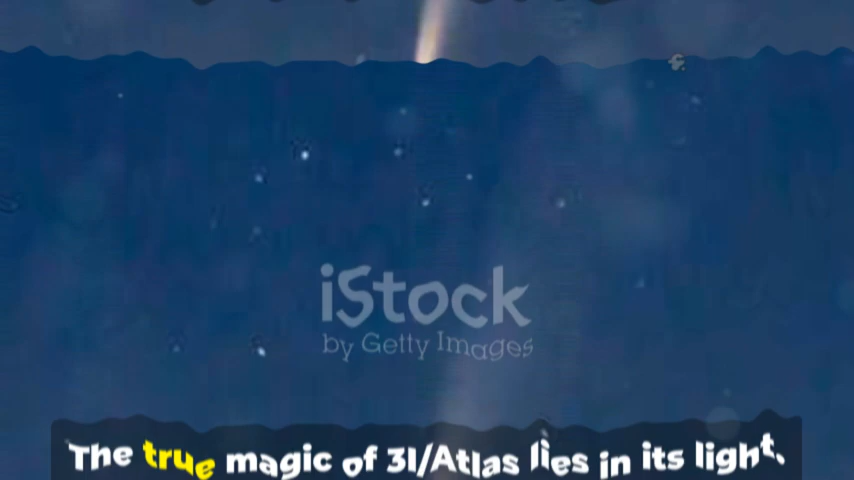 iStock
by Getty Images
The true magic of 3I/Atlas lies in its light.